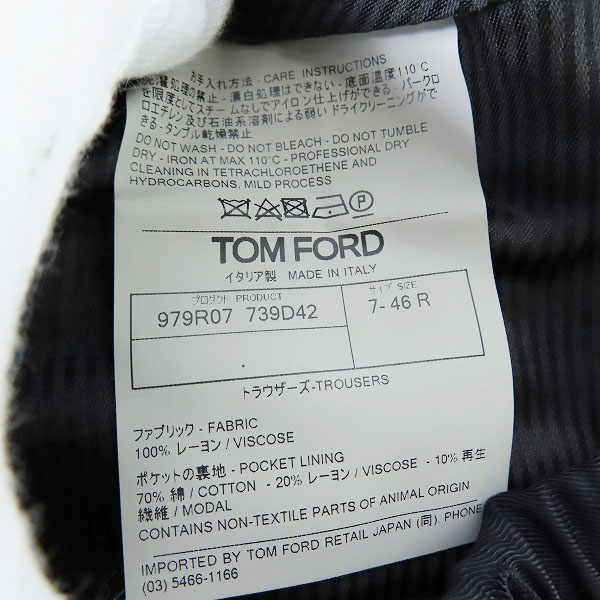 お手入れ方法 - CARE INSTRUCTIONS
処理の禁止 - 漂白処理はできない - 底面温度110°C
を限度としてスチームなしでアイロン仕上げができる - パークロ
ロエチレン及び石油系溶剤による弱いドライクリーニングがで
きる - タンブル乾燥禁止
DO NOT WASH - DO NOT BLEACH - DO NOT TUMBLE
DRY - IRON AT MAX 110°C - PROFESSIONAL DRY
CLEANING IN TETRACHLOROETHENE AND
HYDROCARBONS, MILD PROCESS
P
TOM FORD
イタリア製 MADE IN ITALY
プロダクト PRODUCT
979R07 739D42
サイズ SIZE
7- 46 R
トラウザーズ-TROUSERS
ファブリック - FABRIC
100% レーヨン / VISCOSE
ポケットの裏地 - POCKET LINING
70% 綿 / COTTON - 20% レーヨン / VISCOSE - 10% 再生
繊維 / MODAL
CONTAINS NON-TEXTILE PARTS OF ANIMAL ORIGIN
IMPORTED BY TOM FORD RETAIL JAPAN (同). PHONE
(03) 5466-1166